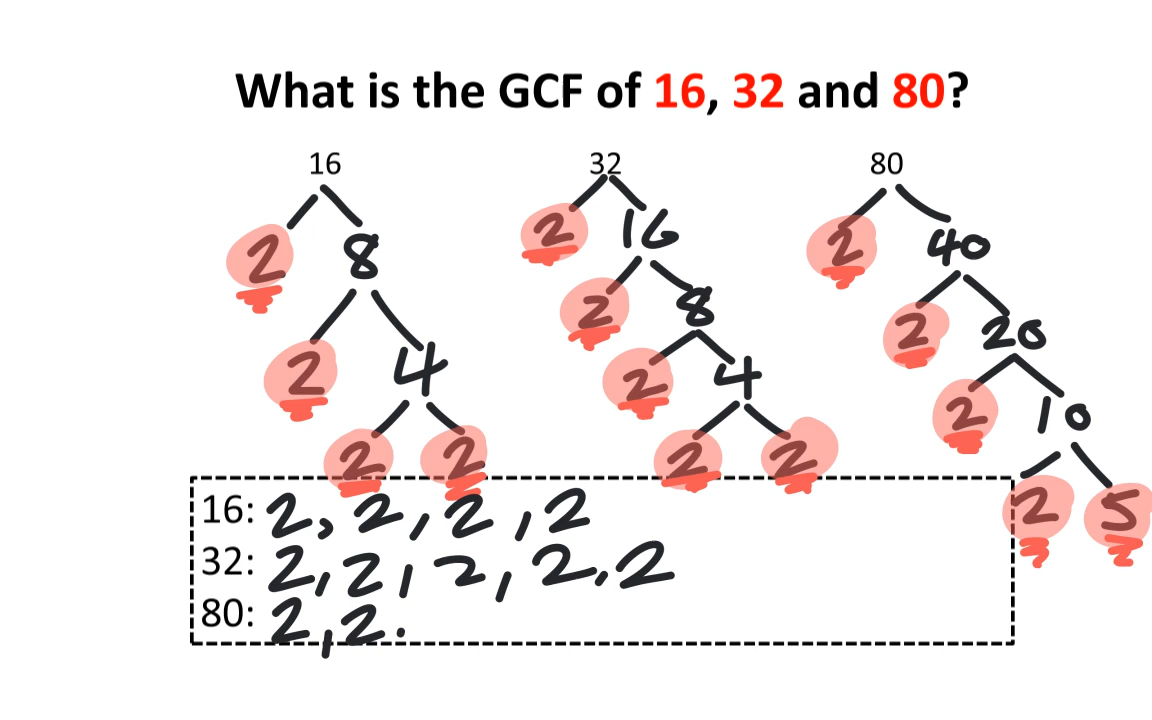 What is the GCF of 16, 32 and 80?
16 32 80
2 8 2 16 2 40
2 4 2 8 2 20
2 2 2 4 2 10
2 2 2 5
16: 2, 2, 2, 2
32: 2, 2, 2, 2, 2
80: 2, 2.